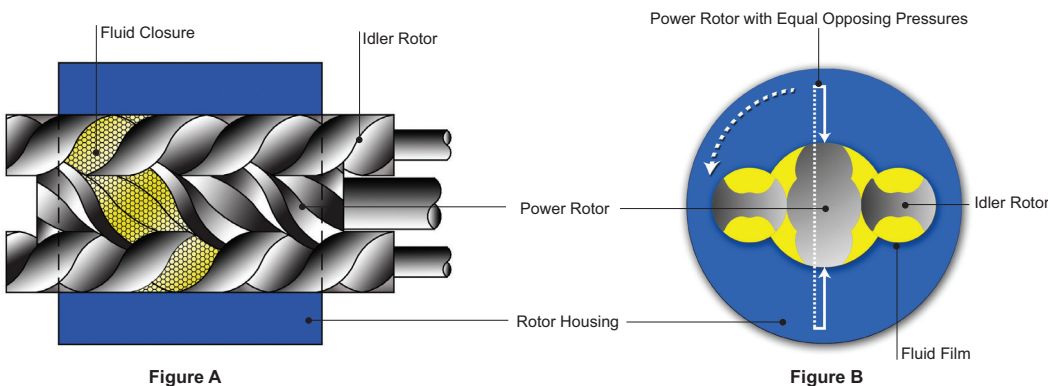 Power Rotor with Equal Opposing Pressures
Fluid Closure
Idler Rotor
Power Rotor
Idler Rotor
Rotor Housing
Fluid Film
Figure A
Figure B